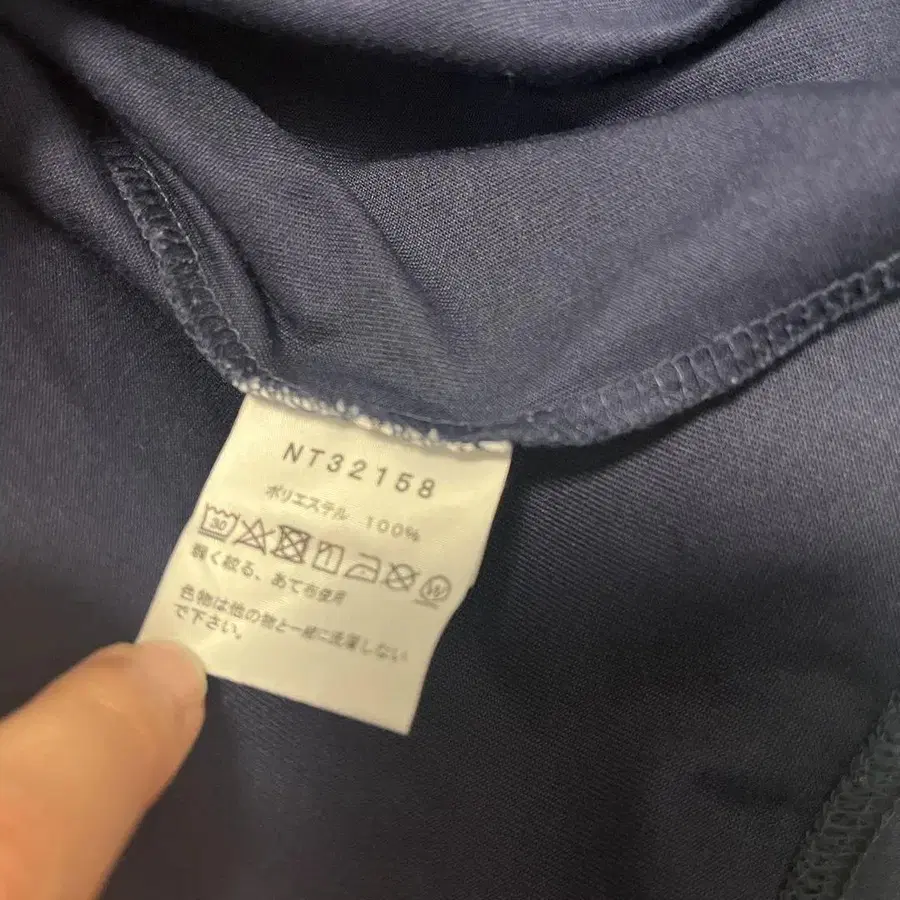 NT32158
ポリエステル 100%
30 W
弱く絞る、あて布使用
色物は他の物と一緒に洗濯しない
で下さい。